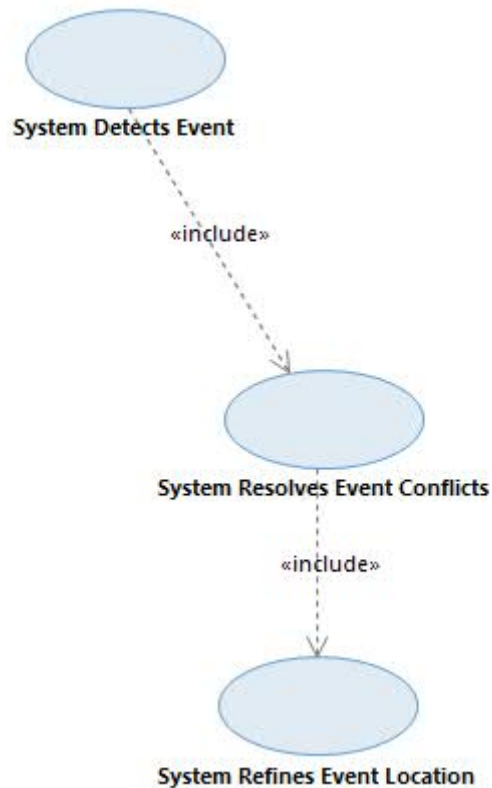 System Detects Event
«include»
System Resolves Event Conflicts
«include»
System Refines Event Location